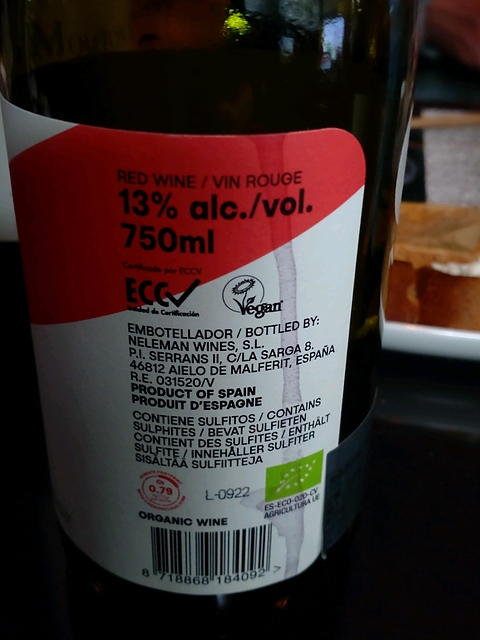 RED WINE / VIN ROUGE
13% alc./vol.
750ml
Certificado por ECCV
Vegan
EMBOTELLADOR / BOTTLED BY:
NELEMAN WINES, S.L.
P.I. SERRANS II, C/LA SARGA 8.
46812 AIELO DE MALFERIT, ESPAÑA
R.E. 031520/V
PRODUCT OF SPAIN
PRODUIT D'ESPAGNE
CONTIENE SULFITOS / CONTAINS
SULPHITES / BEVAT SULFIETEN
CONTIENT DES SULFITES / ENTHÄLT
SULFITE / INNEHÅLLER SULFITER
SISÄLTÄÄ SULFIITTEJA
0.79
L-0922
ES-ECO-020-CV
AGRICULTURA UE
ORGANIC WINE
8 718868 184092 >